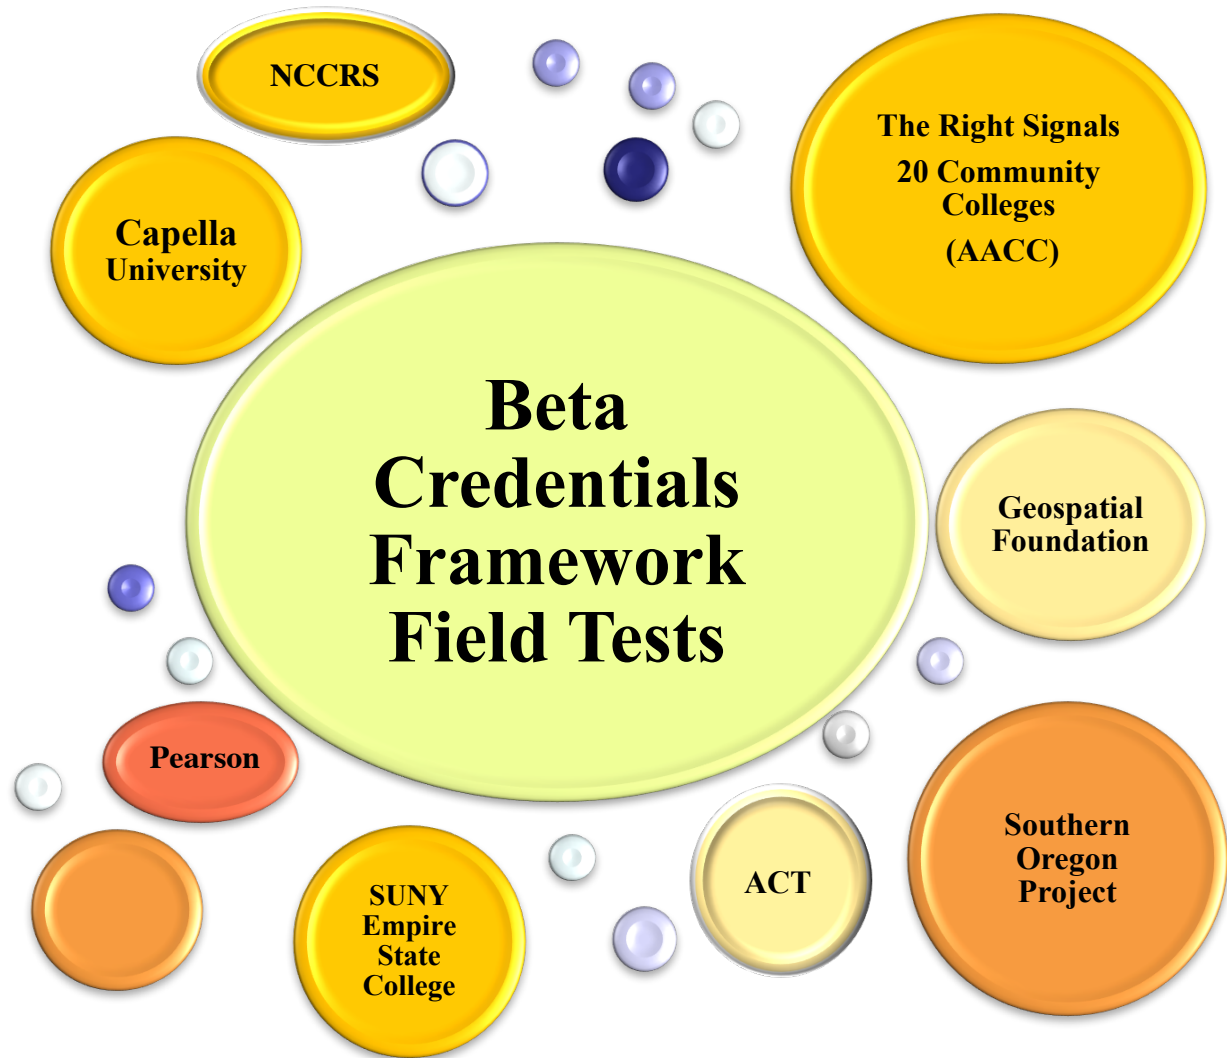 NCCRS
The Right Signals
20 Community
Colleges
(AACC)
Capella
University
Beta
Credentials
Framework
Field Tests
Geospatial
Foundation
Pearson
Southern
Oregon
Project
ACT
SUNY
Empire
State
College